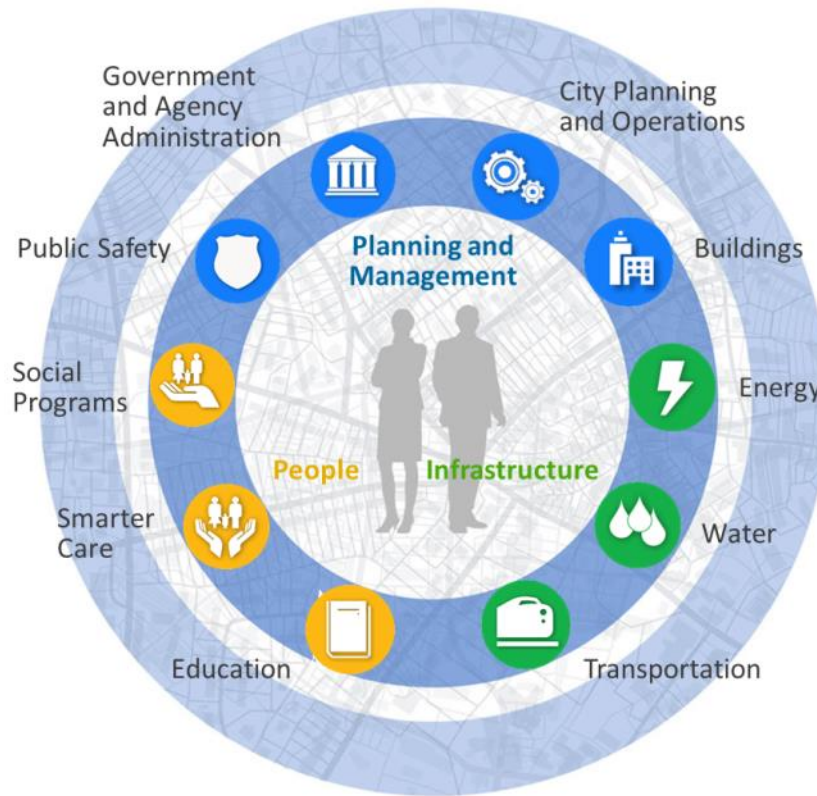 Government
and Agency
Administration
City Planning
and Operations
Public Safety
Planning and
Management
Buildings
Social
Programs
Energy
People
Infrastructure
Smarter
Care
Water
Education
Transportation